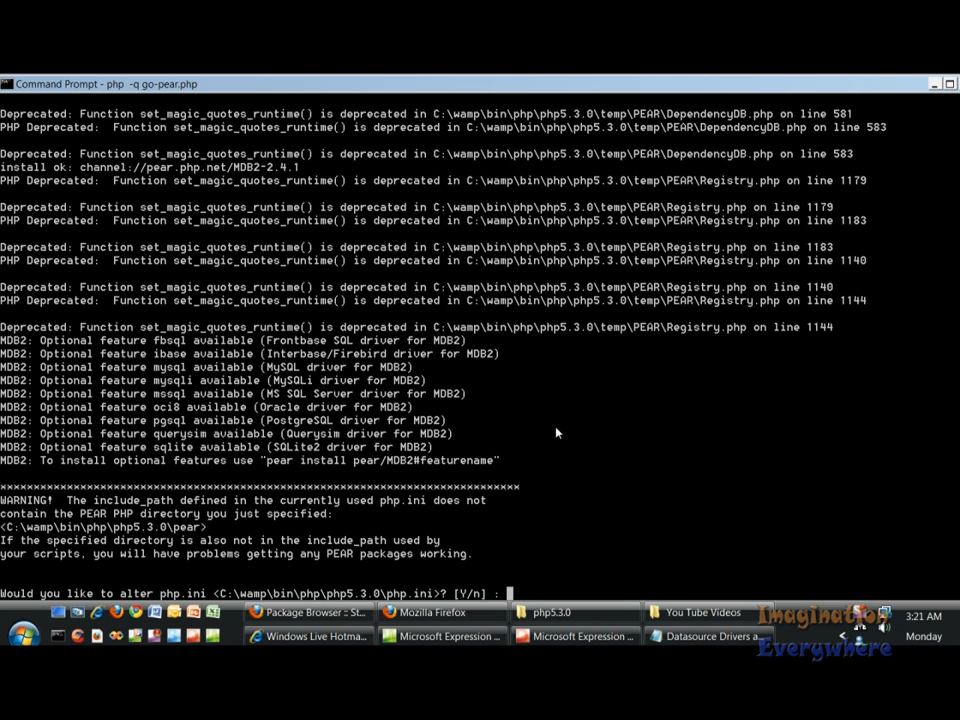 Command Prompt - php -q go-pear.php
Deprecated: Function set_magic_quotes_runtime() is deprecated in C:\wamp\bin\php\php5.3.0\temp\PEAR\DependencyDB.php on line 581
PHP Deprecated:  Function set_magic_quotes_runtime() is deprecated in C:\wamp\bin\php\php5.3.0\temp\PEAR\DependencyDB.php on line 583
Deprecated: Function set_magic_quotes_runtime() is deprecated in C:\wamp\bin\php\php5.3.0\temp\PEAR\DependencyDB.php on line 583
install ok: channel://pear.php.net/MDB2-2.4.1
PHP Deprecated:  Function set_magic_quotes_runtime() is deprecated in C:\wamp\bin\php\php5.3.0\temp\PEAR\Registry.php on line 1179
Deprecated: Function set_magic_quotes_runtime() is deprecated in C:\wamp\bin\php\php5.3.0\temp\PEAR\Registry.php on line 1179
PHP Deprecated:  Function set_magic_quotes_runtime() is deprecated in C:\wamp\bin\php\php5.3.0\temp\PEAR\Registry.php on line 1183
Deprecated: Function set_magic_quotes_runtime() is deprecated in C:\wamp\bin\php\php5.3.0\temp\PEAR\Registry.php on line 1183
PHP Deprecated:  Function set_magic_quotes_runtime() is deprecated in C:\wamp\bin\php\php5.3.0\temp\PEAR\Registry.php on line 1140
Deprecated: Function set_magic_quotes_runtime() is deprecated in C:\wamp\bin\php\php5.3.0\temp\PEAR\Registry.php on line 1140
PHP Deprecated:  Function set_magic_quotes_runtime() is deprecated in C:\wamp\bin\php\php5.3.0\temp\PEAR\Registry.php on line 1144
Deprecated: Function set_magic_quotes_runtime() is deprecated in C:\wamp\bin\php\php5.3.0\temp\PEAR\Registry.php on line 1144
MDB2: Optional feature fbsql available (Frontbase SQL driver for MDB2)
MDB2: Optional feature ibase available (Interbase/Firebird driver for MDB2)
MDB2: Optional feature mysql available (MySQL driver for MDB2)
MDB2: Optional feature mysqli available (MySQLi driver for MDB2)
MDB2: Optional feature mssql available (MS SQL Server driver for MDB2)
MDB2: Optional feature oci8 available (Oracle driver for MDB2)
MDB2: Optional feature pgsql available (PostgreSQL driver for MDB2)
MDB2: Optional feature querysim available (Querysim driver for MDB2)
MDB2: Optional feature sqlite available (SQLite2 driver for MDB2)
MDB2: To install optional features use "pear install pear/MDB2#featurename"
******************************************************************************
WARNING!  The include_path defined in the currently used php.ini does not
contain the PEAR PHP directory you just specified:
<C:\wamp\bin\php\php5.3.0\pear>
If the specified directory is also not in the include_path used by
your scripts, you will have problems getting any PEAR packages working.
Would you like to alter php.ini <C:\wamp\bin\php\php5.3.0\php.ini>? [Y/n] :
Package Browser :: St...
Mozilla Firefox
php5.3.0
You Tube Videos
3:21 AM
Windows Live Hotma...
Microsoft Expression ...
Microsoft Expression ...
Datasource Drivers a...
Monday
Imagination
Everywhere